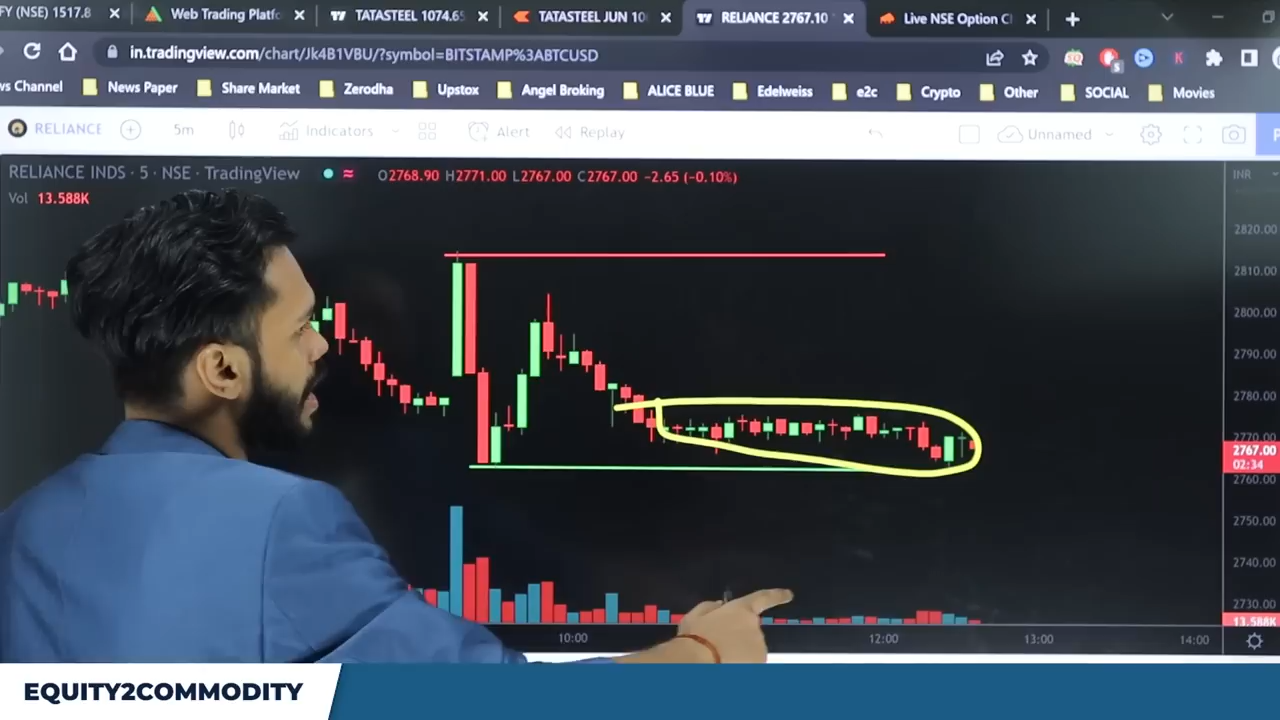 FY (NSE) 1517.8
Web Trading Platfo
TATASTEEL 1074.65
TATASTEEL JUN 10
RELIANCE 2767.10
Live NSE Option C
in.tradingview.com/chart/Jk4B1VBU/?symbol=BITSTAMP%3ABTCUSD
ws Channel
News Paper
Share Market
Zerodha
Upstox
Angel Broking
ALICE BLUE
Edelweiss
e2c
Crypto
Other
SOCIAL
Movies
RELIANCE
5m
Indicators
Alert
Replay
Unnamed
P
RELIANCE INDS · 5 · NSE · TradingView
O2768.90 H2771.00 L2767.00 C2767.00 −2.65 (−0.10%)
INR
Vol 13.588K
2820.00
2810.00
2800.00
2790.00
2780.00
2770.00
2767.00
02:34
2760.00
2750.00
2740.00
2730.00
13.588K
10:00
12:00
13:00
14:00
EQUITY2COMMODITY